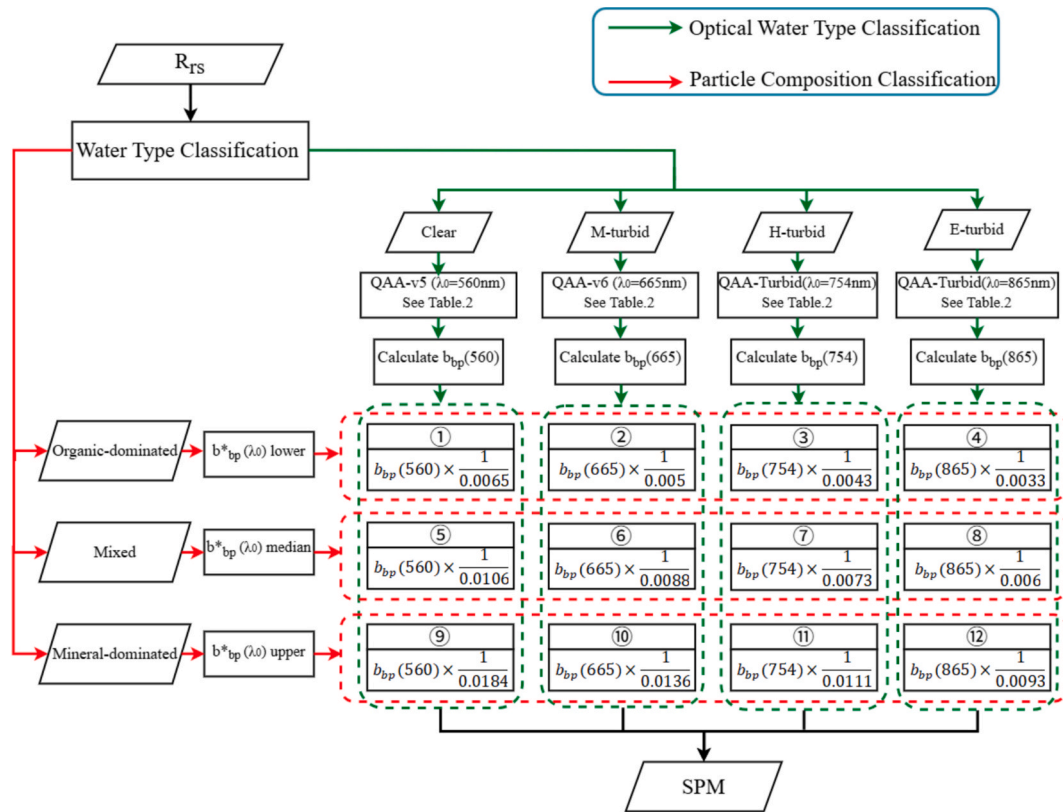 Optical Water Type Classification
Particle Composition Classification
R_rs
Water Type Classification
Clear
M-turbid
H-turbid
E-turbid
QAA-v5 (λ0=560nm)
See Table.2
QAA-v6 (λ0=665nm)
See Table.2
QAA-Turbid(λ0=754nm)
See Table.2
QAA-Turbid(λ0=865nm)
See Table.2
Calculate b_bp(560)
Calculate b_bp(665)
Calculate b_bp(754)
Calculate b_bp(865)
Organic-dominated
b*_bp (λ0) lower
①
b_bp(560) × 1/0.0065
②
b_bp(665) × 1/0.005
③
b_bp(754) × 1/0.0043
④
b_bp(865) × 1/0.0033
Mixed
b*_bp (λ0) median
⑤
b_bp(560) × 1/0.0106
⑥
b_bp(665) × 1/0.0088
⑦
b_bp(754) × 1/0.0073
⑧
b_bp(865) × 1/0.006
Mineral-dominated
b*_bp (λ0) upper
⑨
b_bp(560) × 1/0.0184
⑩
b_bp(665) × 1/0.0136
⑪
b_bp(754) × 1/0.0111
⑫
b_bp(865) × 1/0.0093
SPM